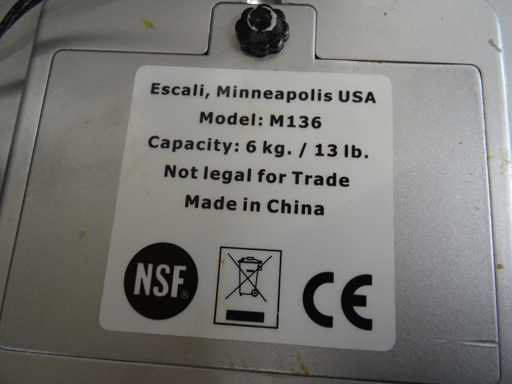 Escali, Minneapolis USA
Model: M136
Capacity: 6 kg. / 13 lb.
Not legal for Trade
Made in China
NSF®
CE